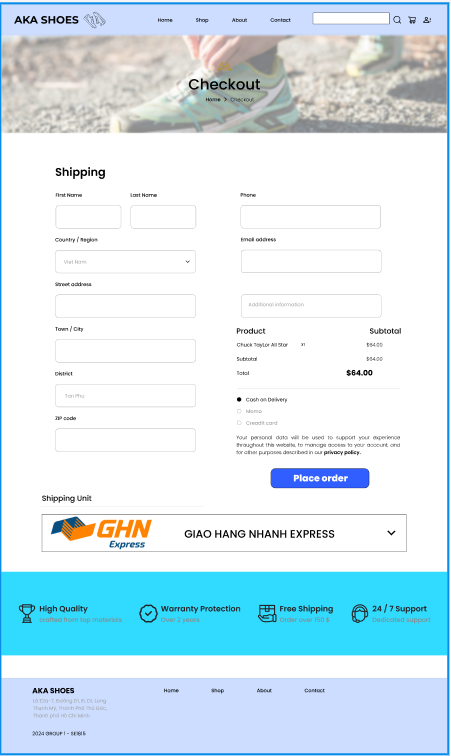 AKA SHOES
Home Shop About Contact
Checkout
Home > Checkout
Shipping
First Name Last Name
Phone
Country / Region
Email address
Viet Nam
Street address
Additional information
Town / City
Product Subtotal
Chuck TayLor All Star X1 $64.00
Subtotal $64.00
Total $64.00
District
Tan Phu
Cash on Delivery
Momo
Creadit card
ZIP code
Your personal data will be used to support your experience
throughout this website, to manage access to your account, and
for other purposes described in our privacy policy.
Place order
Shipping Unit
GHN
Express
GIAO HANG NHANH EXPRESS
High Quality
crafted from top materials
Warranty Protection
Over 2 years
Free Shipping
Order over 150 $
24 / 7 Support
Dedicated support
AKA SHOES
Home Shop About Contact
Thành phố Hồ Chí Minh
2024 GROUP 1 - SE1815